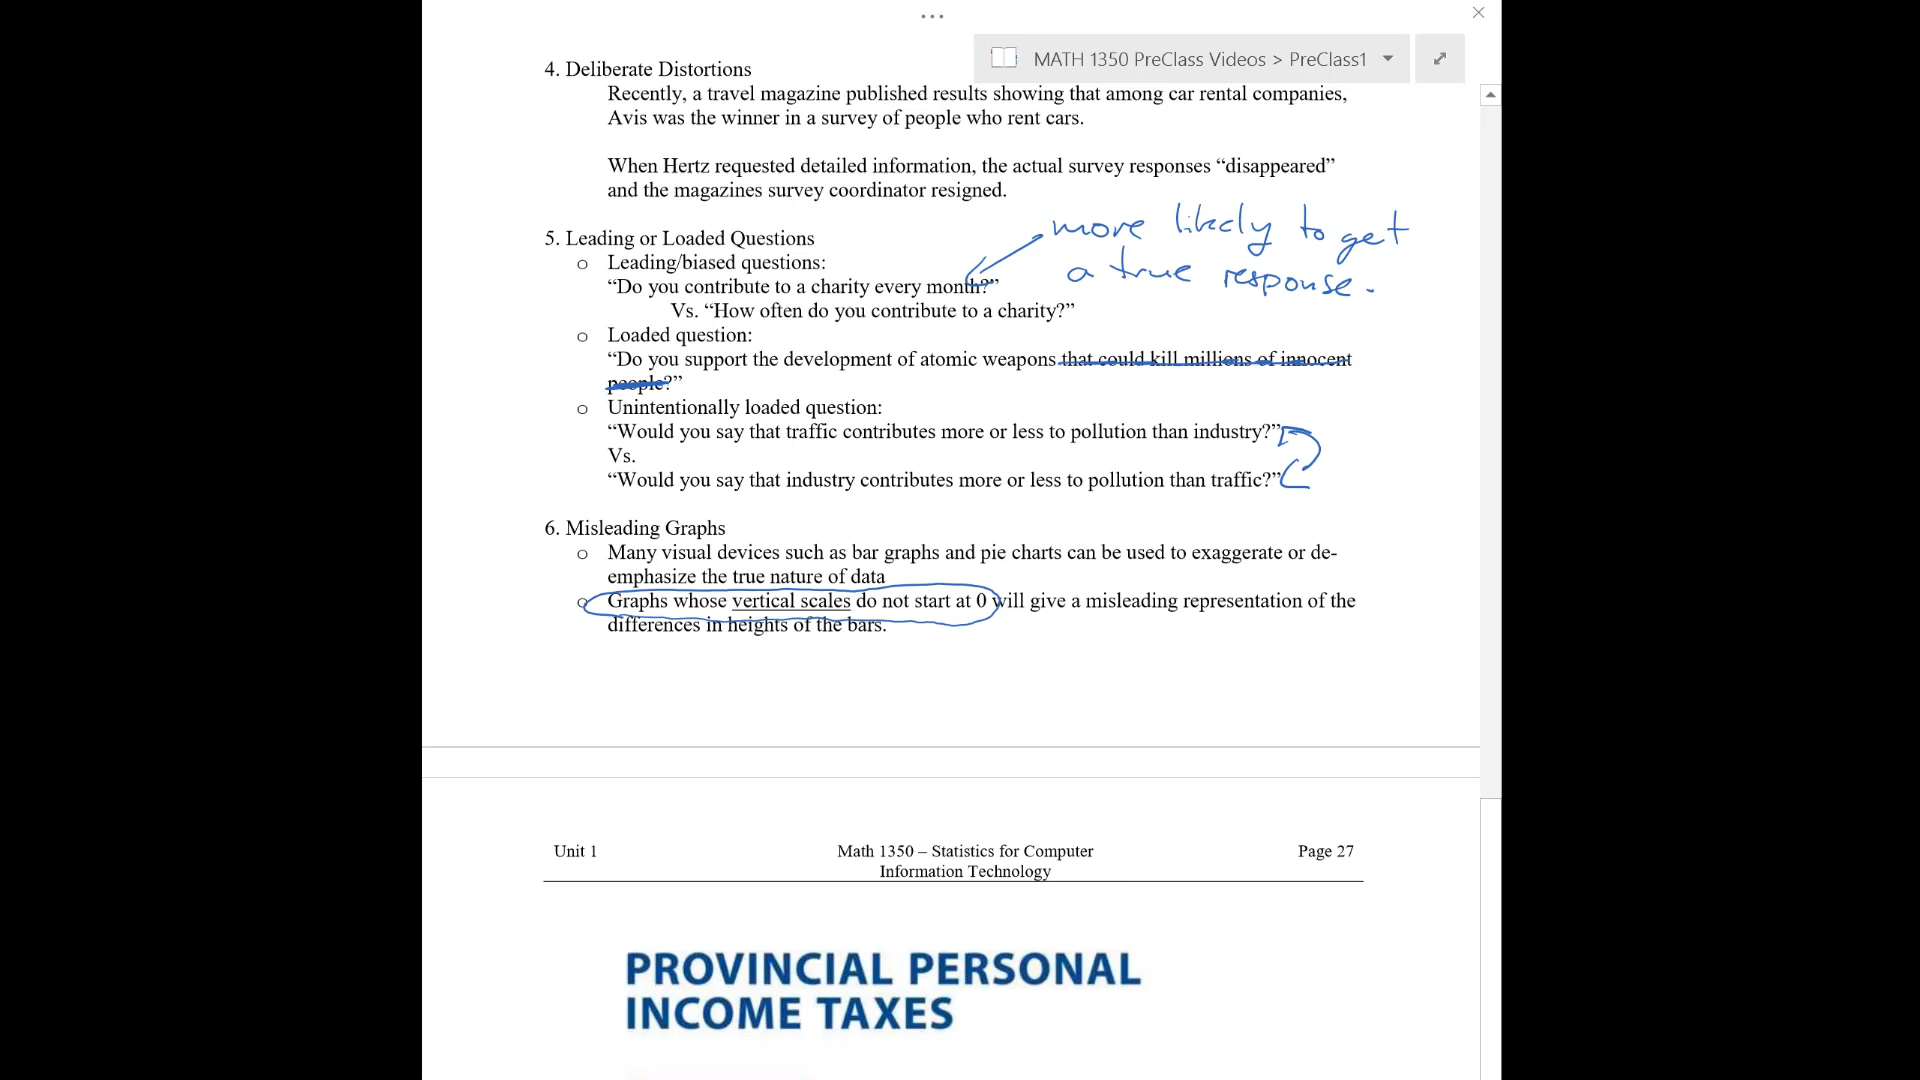 MATH 1350 PreClass Videos > PreClass1
4. Deliberate Distortions
Recently, a travel magazine published results showing that among car rental companies,
Avis was the winner in a survey of people who rent cars.
When Hertz requested detailed information, the actual survey responses “disappeared”
and the magazines survey coordinator resigned.
more likely to get
a true response.
5. Leading or Loaded Questions
o Leading/biased questions:
“Do you contribute to a charity every month?”
Vs. “How often do you contribute to a charity?”
o Loaded question:
“Do you support the development of atomic weapons that could kill millions of innocent
people?”
o Unintentionally loaded question:
“Would you say that traffic contributes more or less to pollution than industry?”
Vs.
“Would you say that industry contributes more or less to pollution than traffic?”
6. Misleading Graphs
o Many visual devices such as bar graphs and pie charts can be used to exaggerate or de-
emphasize the true nature of data
o Graphs whose vertical scales do not start at 0 will give a misleading representation of the
differences in heights of the bars.
Unit 1 Math 1350 – Statistics for Computer Page 27
Information Technology
PROVINCIAL PERSONAL
INCOME TAXES